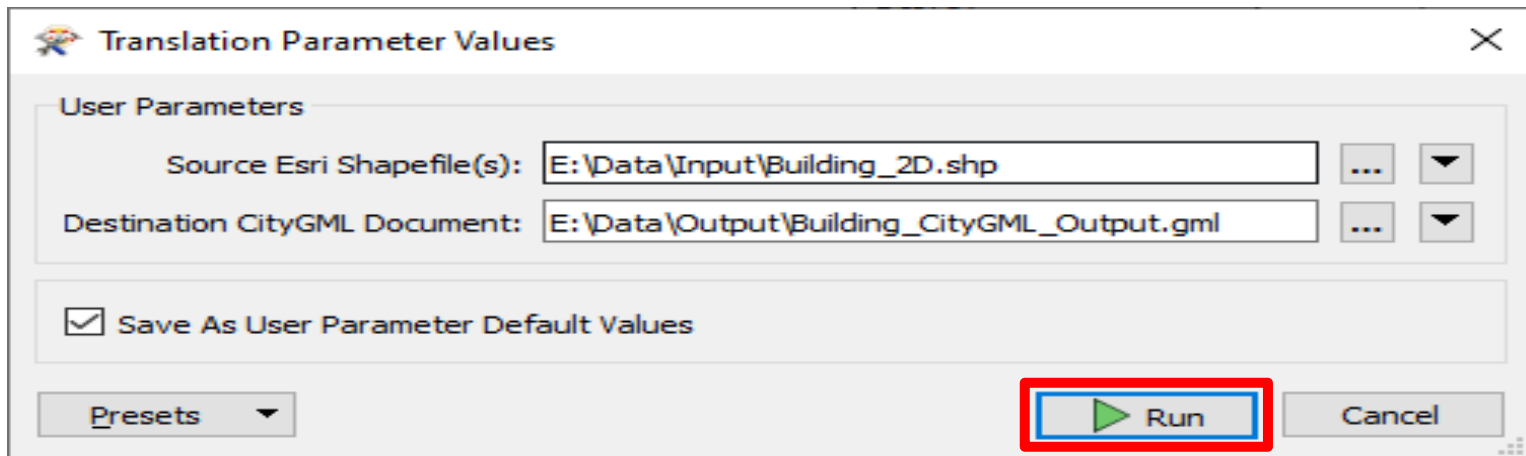 Translation Parameter Values
User Parameters
Source Esri Shapefile(s): E:\Data\Input\Building_2D.shp ...
Destination CityGML Document: E:\Data\Output\Building_CityGML_Output.gml ...
Save As User Parameter Default Values
Presets Run Cancel